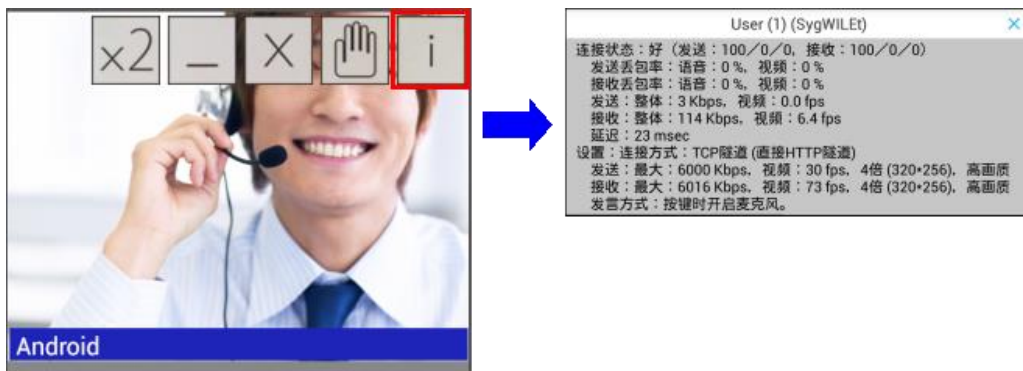 x2 _ X i
Android
User (1) (SygWILEt) ×
连接状态：好（发送：100／0／0，接收：100／0／0）
发送丢包率：语音：0 %，视频：0 %
接收丢包率：语音：0 %，视频：0 %
发送：整体：3 Kbps，视频：0.0 fps
接收：整体：114 Kbps，视频：6.4 fps
延迟：23 msec
设置：连接方式：TCP隧道 (直接HTTP隧道)
发送：最大：6000 Kbps，视频：30 fps，4倍 (320*256)，高画质
接收：最大：6016 Kbps，视频：73 fps，4倍 (320*256)，高画质
发言方式：按键时开启麦克风。